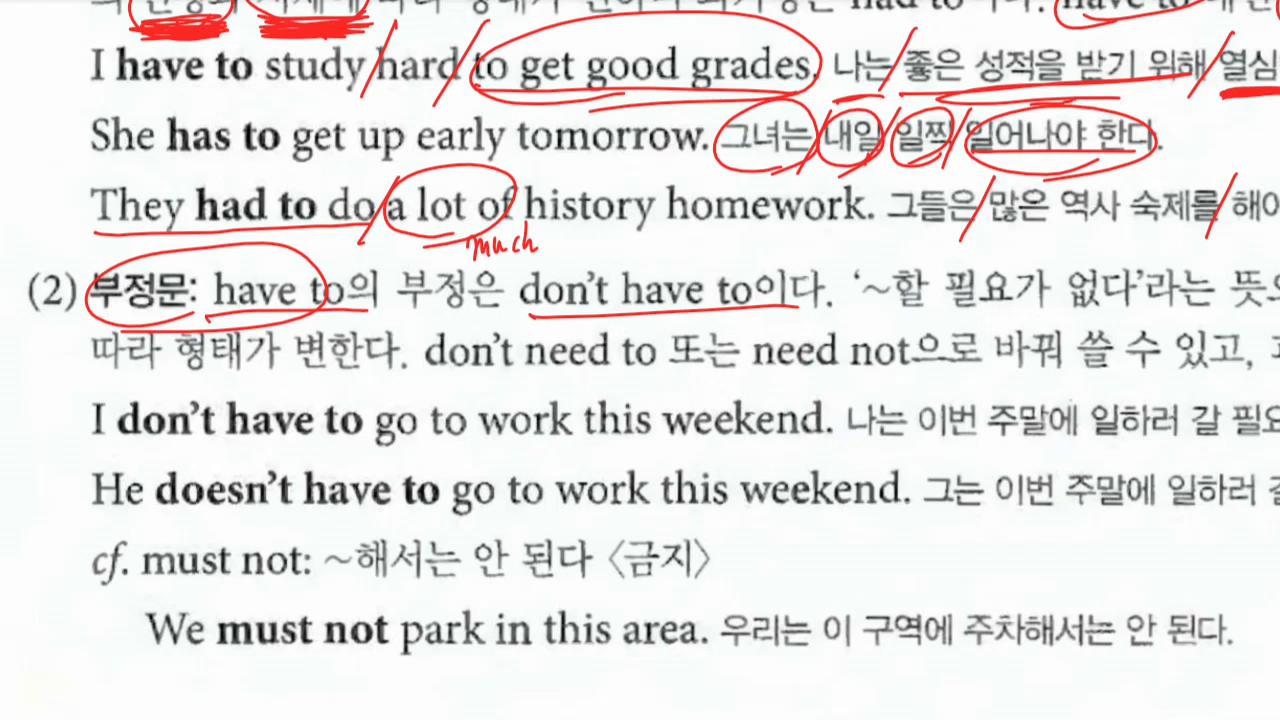 had to
I have to study hard to get good grades. 나는 좋은 성적을 받기 위해 열심
She has to get up early tomorrow. 그녀는 내일 일찍 일어나야 한다.
They had to do a lot of history homework. 그들은 많은 역사 숙제를 해야
much
(2) 부정문: have to의 부정은 don't have to이다. ‘~할 필요가 없다’라는 뜻으
따라 형태가 변한다. don't need to 또는 need not으로 바꿔 쓸 수 있고,
I don't have to go to work this weekend. 나는 이번 주말에 일하러 갈 필요
He doesn't have to go to work this weekend. 그는 이번 주말에 일하러
cf. must not: ~해서는 안 된다 〈금지〉
We must not park in this area. 우리는 이 구역에 주차해서는 안 된다.